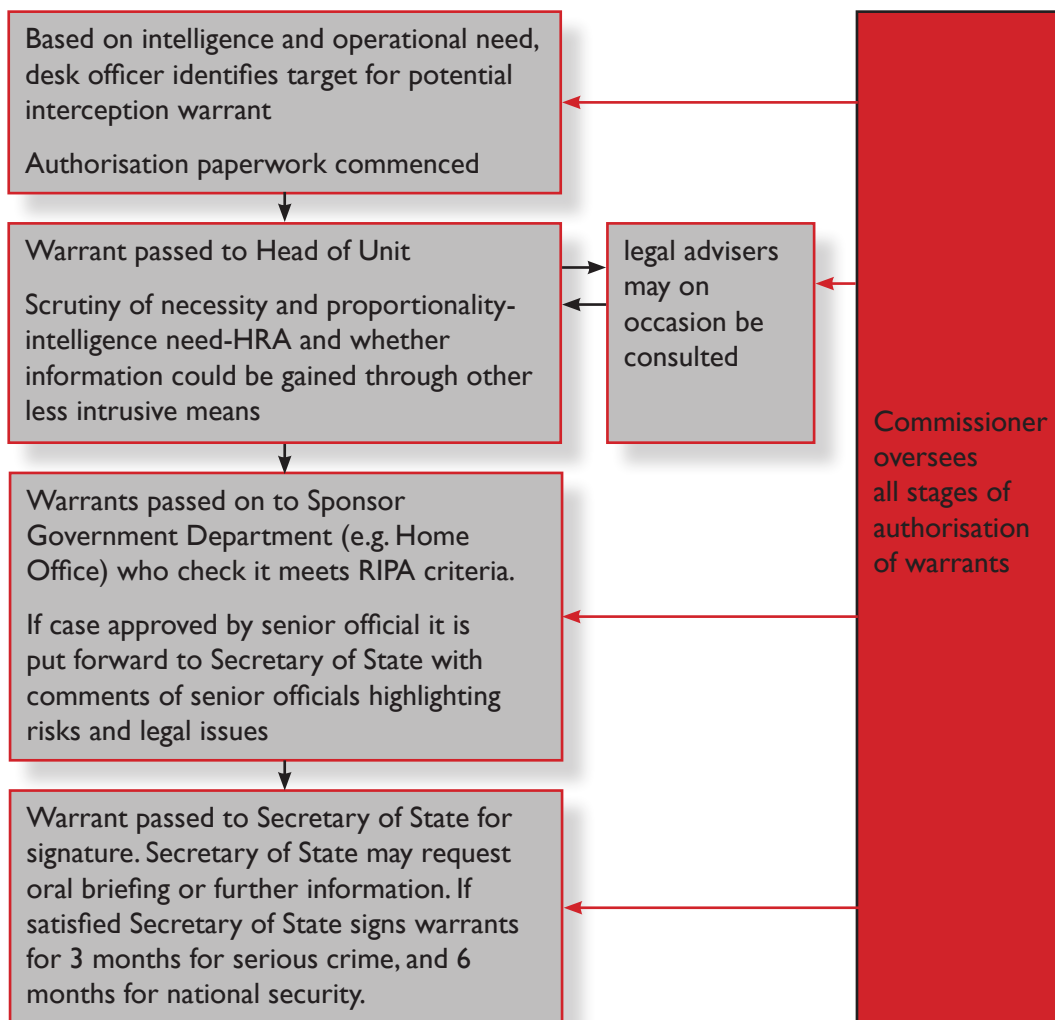 Based on intelligence and operational need,
desk officer identifies target for potential
interception warrant
Authorisation paperwork commenced
Warrant passed to Head of Unit
Scrutiny of necessity and proportionality-
intelligence need-HRA and whether
information could be gained through other
less intrusive means
legal advisers
may on
occasion be
consulted
Warrants passed on to Sponsor
Government Department (e.g. Home
Office) who check it meets RIPA criteria.
If case approved by senior official it is
put forward to Secretary of State with
comments of senior officials highlighting
risks and legal issues
Warrant passed to Secretary of State for
signature. Secretary of State may request
oral briefing or further information. If
satisfied Secretary of State signs warrants
for 3 months for serious crime, and 6
months for national security.
Commissioner
oversees
all stages of
authorisation
of warrants